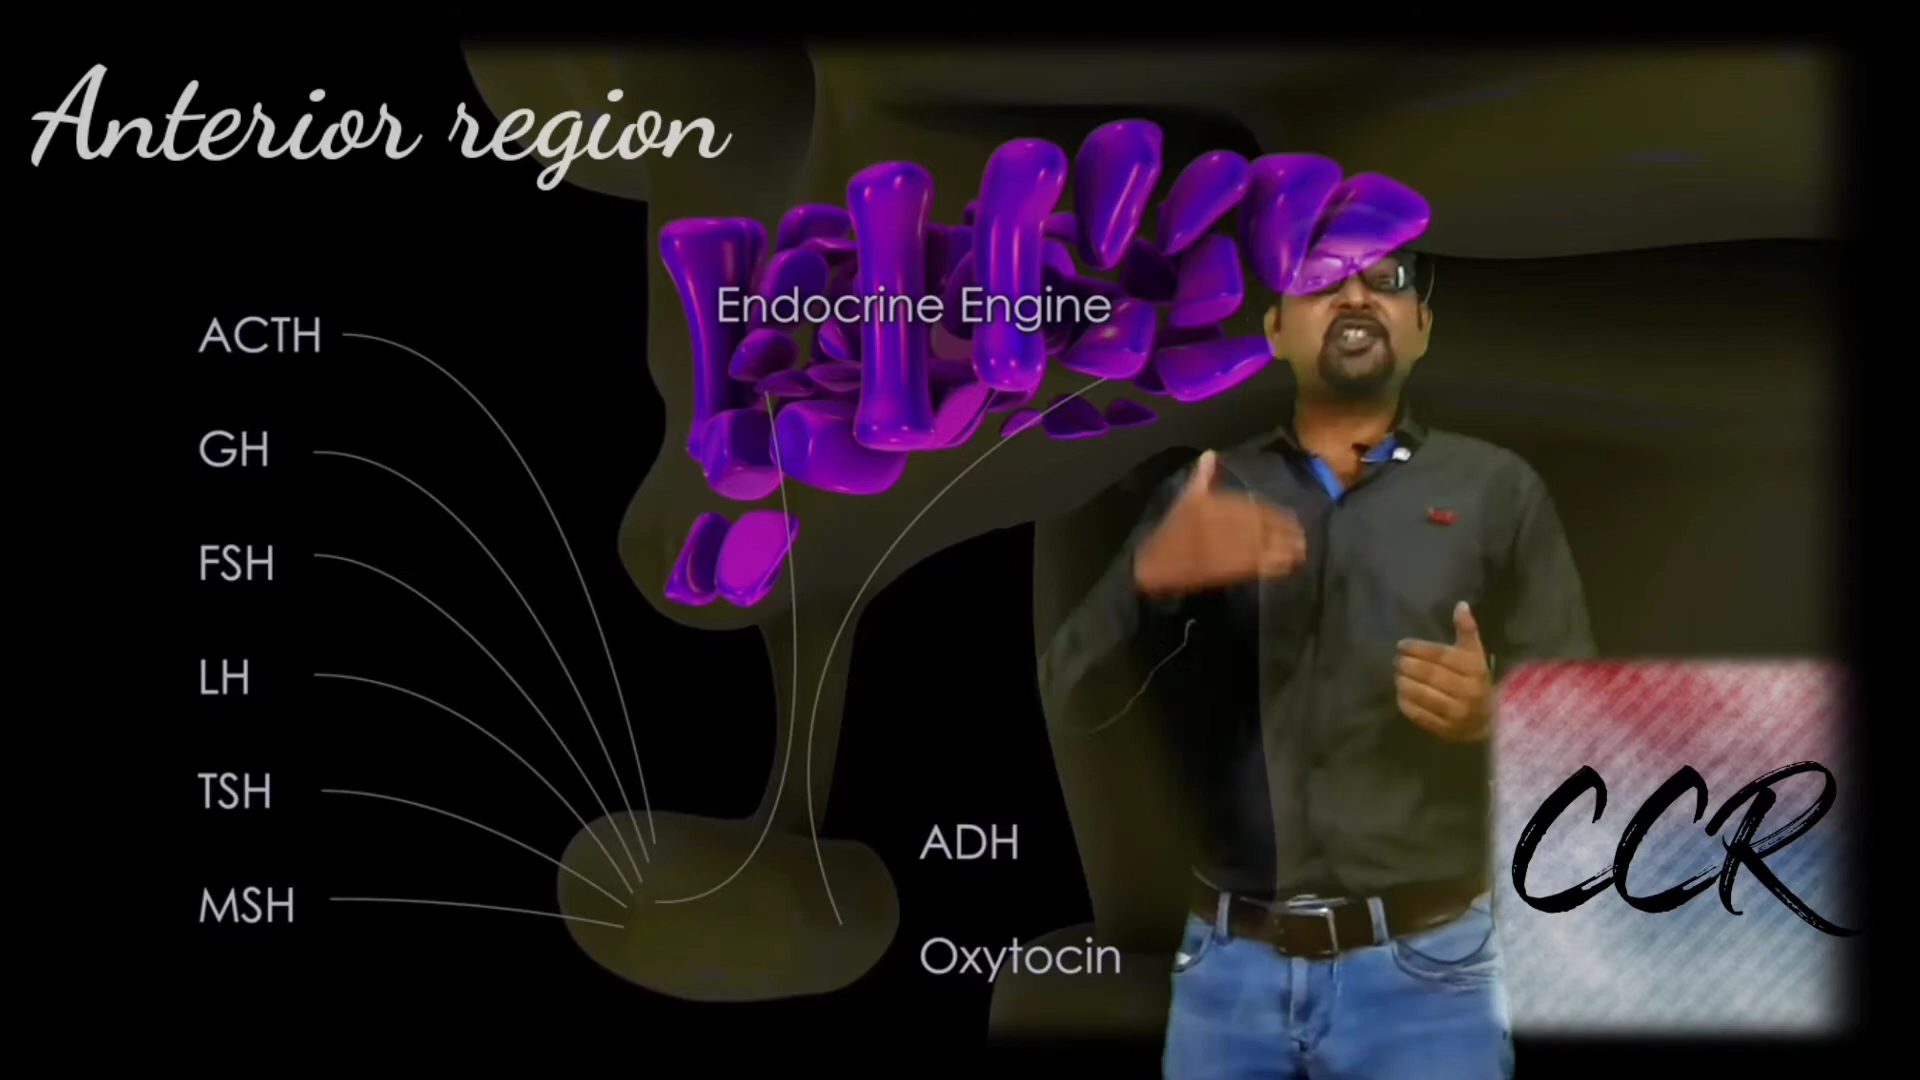 Anterior region
Endocrine Engine
ACTH
GH
FSH
LH
TSH
MSH
ADH
Oxytocin
CCR